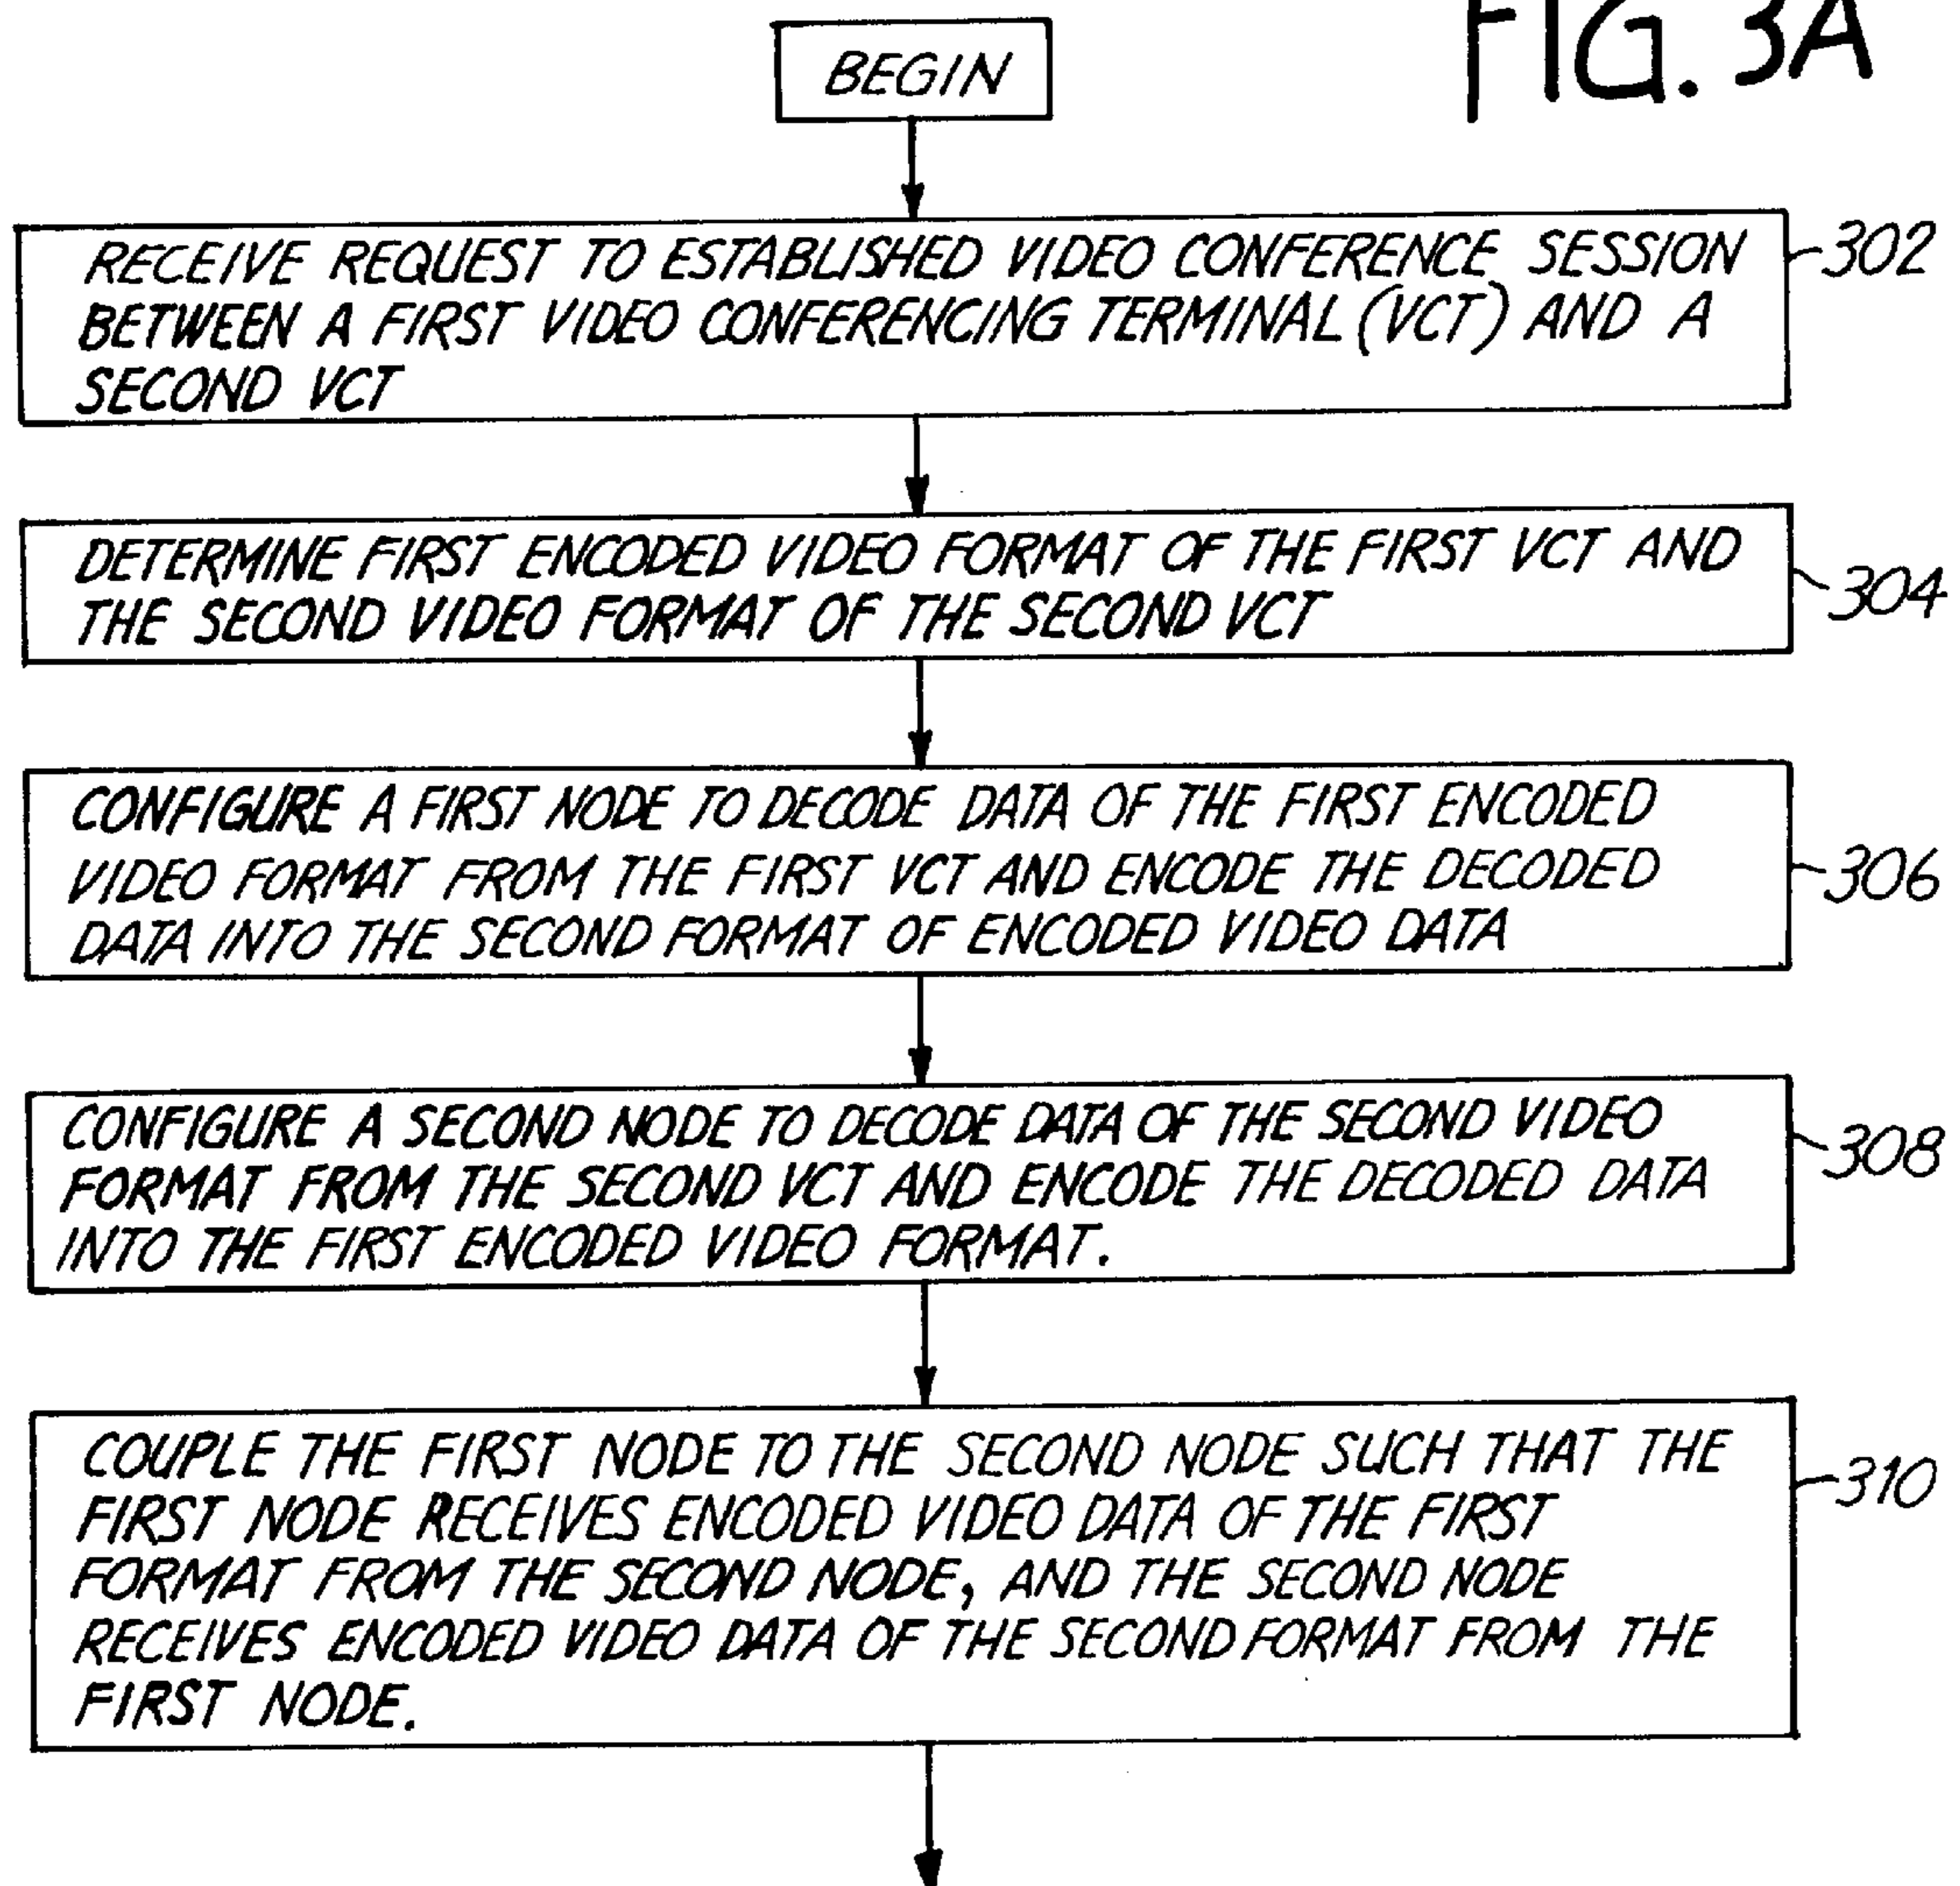 FIG. 3A
BEGIN
RECEIVE REQUEST TO ESTABLISHED VIDEO CONFERENCE SESSION
BETWEEN A FIRST VIDEO CONFERENCING TERMINAL (VCT) AND A
SECOND VCT
302
DETERMINE FIRST ENCODED VIDEO FORMAT OF THE FIRST VCT AND
THE SECOND VIDEO FORMAT OF THE SECOND VCT
304
CONFIGURE A FIRST NODE TO DECODE DATA OF THE FIRST ENCODED
VIDEO FORMAT FROM THE FIRST VCT AND ENCODE THE DECODED
DATA INTO THE SECOND FORMAT OF ENCODED VIDEO DATA
306
CONFIGURE A SECOND NODE TO DECODE DATA OF THE SECOND VIDEO
FORMAT FROM THE SECOND VCT AND ENCODE THE DECODED DATA
INTO THE FIRST ENCODED VIDEO FORMAT.
308
COUPLE THE FIRST NODE TO THE SECOND NODE SUCH THAT THE
FIRST NODE RECEIVES ENCODED VIDEO DATA OF THE FIRST
FORMAT FROM THE SECOND NODE, AND THE SECOND NODE
RECEIVES ENCODED VIDEO DATA OF THE SECOND FORMAT FROM THE
FIRST NODE.
310